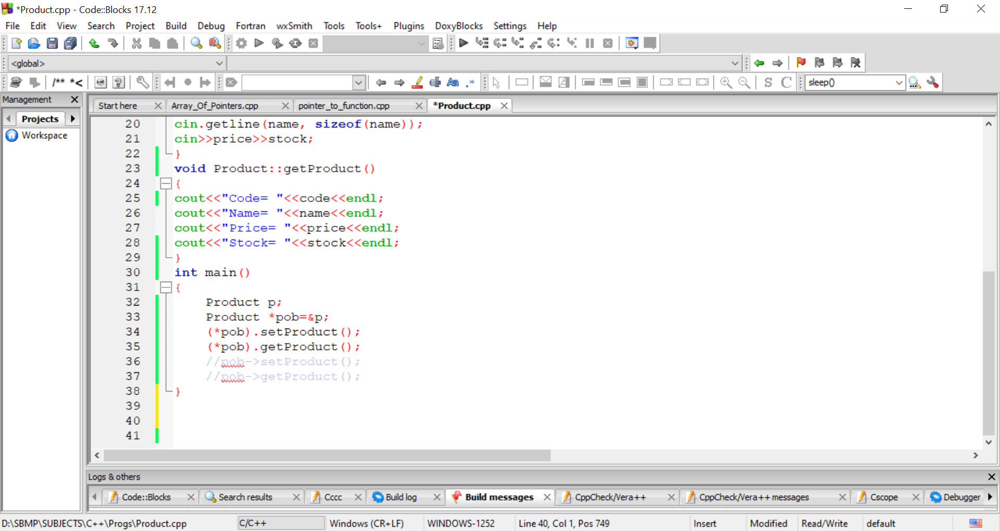 *Product.cpp - Code::Blocks 17.12
File Edit View Search Project Build Debug Fortran wxSmith Tools Tools+ Plugins DoxyBlocks Settings Help
<global>
/** *<
sleep()
Management
Start here Array_Of_Pointers.cpp pointer_to_function.cpp *Product.cpp
Projects
Workspace
20 cin.getline(name, sizeof(name));
21 cin>>price>>stock;
22 }
23 void Product::getProduct()
24 {
25 cout<<"Code= "<<code<<endl;
26 cout<<"Name= "<<name<<endl;
27 cout<<"Price= "<<price<<endl;
28 cout<<"Stock= "<<stock<<endl;
29 }
30 int main()
31 {
32 Product p;
33 Product *pob=&p;
34 (*pob).setProduct();
35 (*pob).getProduct();
36 //pob->setProduct();
37 //pob->getProduct();
38 }
39
40
41
Logs & others
Code::Blocks Search results Cccc Build log Build messages CppCheck/Vera++ CppCheck/Vera++ messages Cscope Debugger
D:\SBMP\SUBJECTS\C++\Progs\Product.cpp C/C++ Windows (CR+LF) WINDOWS-1252 Line 40, Col 1, Pos 749 Insert Modified Read/Write default